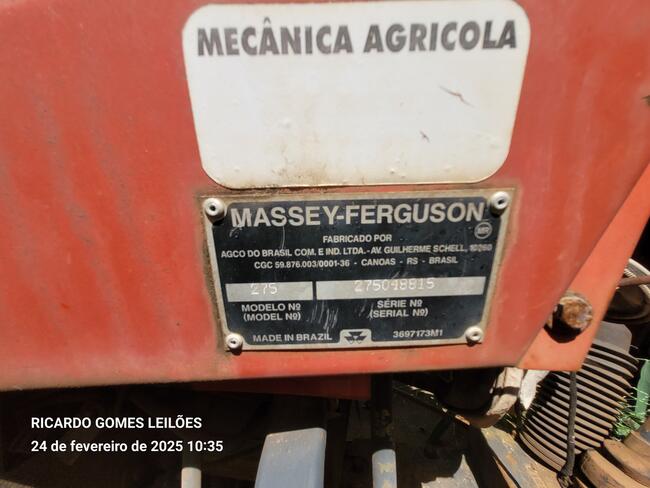 MECÂNICA AGRICOLA
MASSEY-FERGUSON
FABRICADO POR
AGCO DO BRASIL COM. E IND. LTDA. - AV. GUILHERME SCHELL, 10260
CGC 59.876.003/0001-36 - CANOAS - RS - BRASIL
275 275048815
MODELO Nº SÉRIE Nº
(MODEL Nº) (SERIAL Nº)
MADE IN BRAZIL 3697173M1
RICARDO GOMES LEILÕES
24 de fevereiro de 2025 10:35